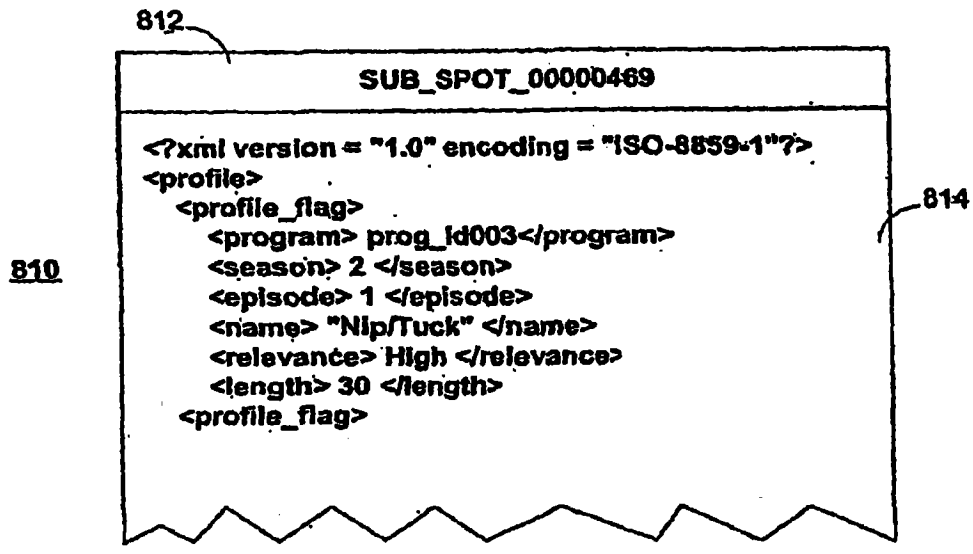 812
SUB_SPOT_00000469
<?xml version = "1.0" encoding = "ISO-8859-1"?>
<profile>
<profile_flag>
814
<program> prog_id003</program>
810
<season> 2 </season>
<episode> 1 </episode>
<name> "Nip/Tuck" </name>
<relevance> High </relevance>
<length> 30 </length>
<profile_flag>